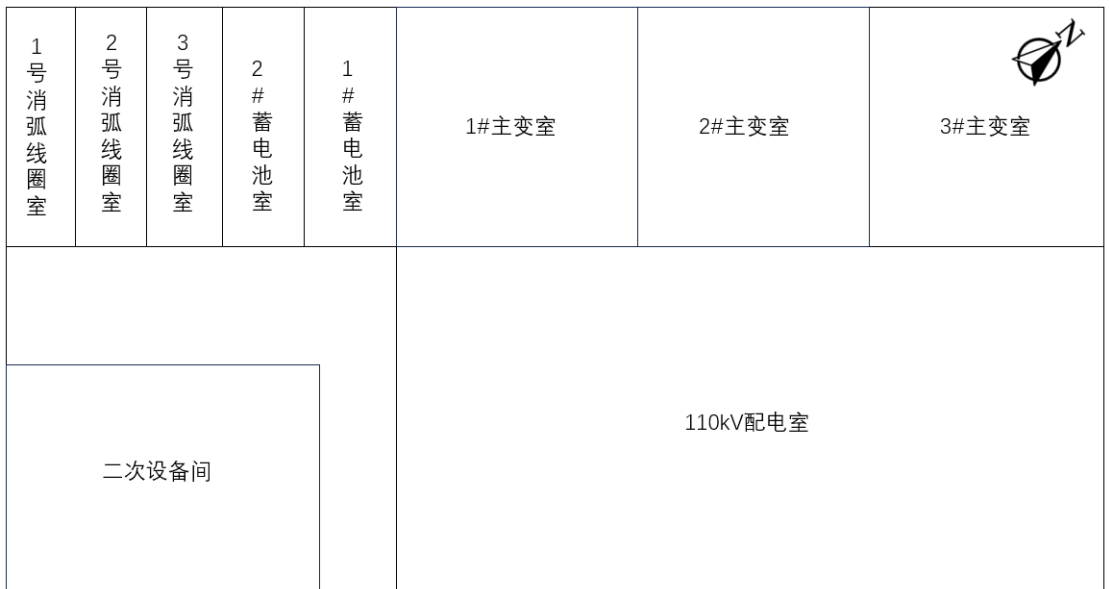 1号消弧线圈室
2号消弧线圈室
3号消弧线圈室
2#蓄电池室
1#蓄电池室
1#主变室
2#主变室
3#主变室
N
二次设备间
110kV配电室